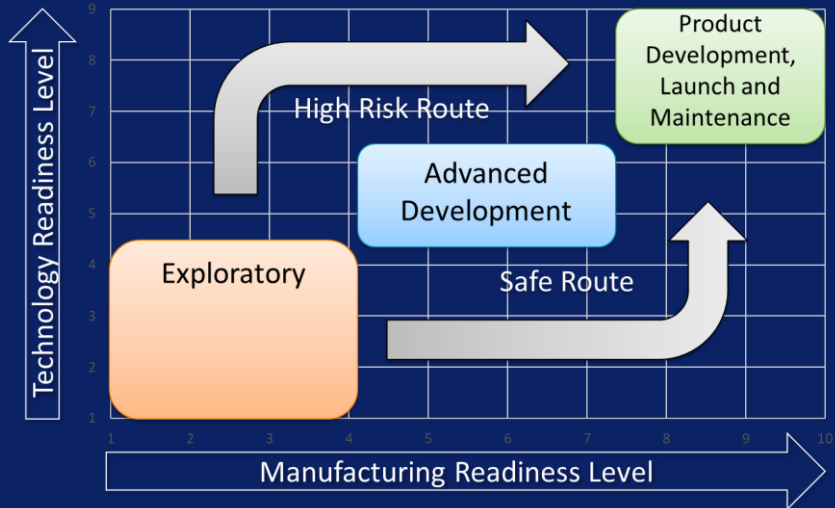 Technology Readiness Level
9
8
7
6
5
4
3
2
1
Product
Development,
Launch and
Maintenance
High Risk Route
Advanced
Development
Exploratory
Safe Route
1 2 3 4 5 6 7 8 9 10
Manufacturing Readiness Level